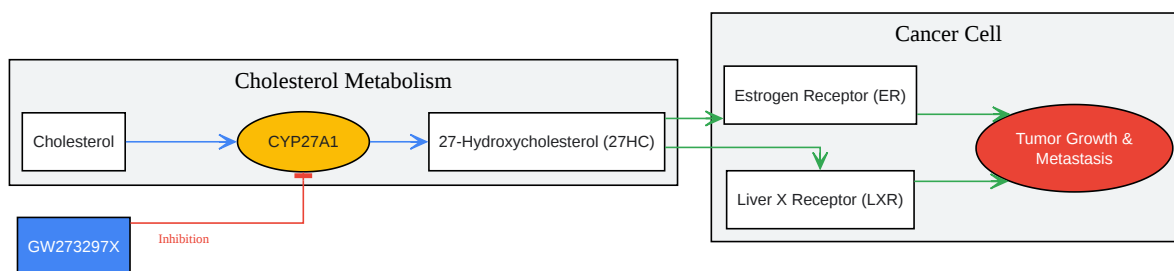 Cancer Cell
Cholesterol Metabolism
Estrogen Receptor (ER)
Cholesterol
CYP27A1
27-Hydroxycholesterol (27HC)
Tumor Growth &
Metastasis
Liver X Receptor (LXR)
GW273297X
Inhibition